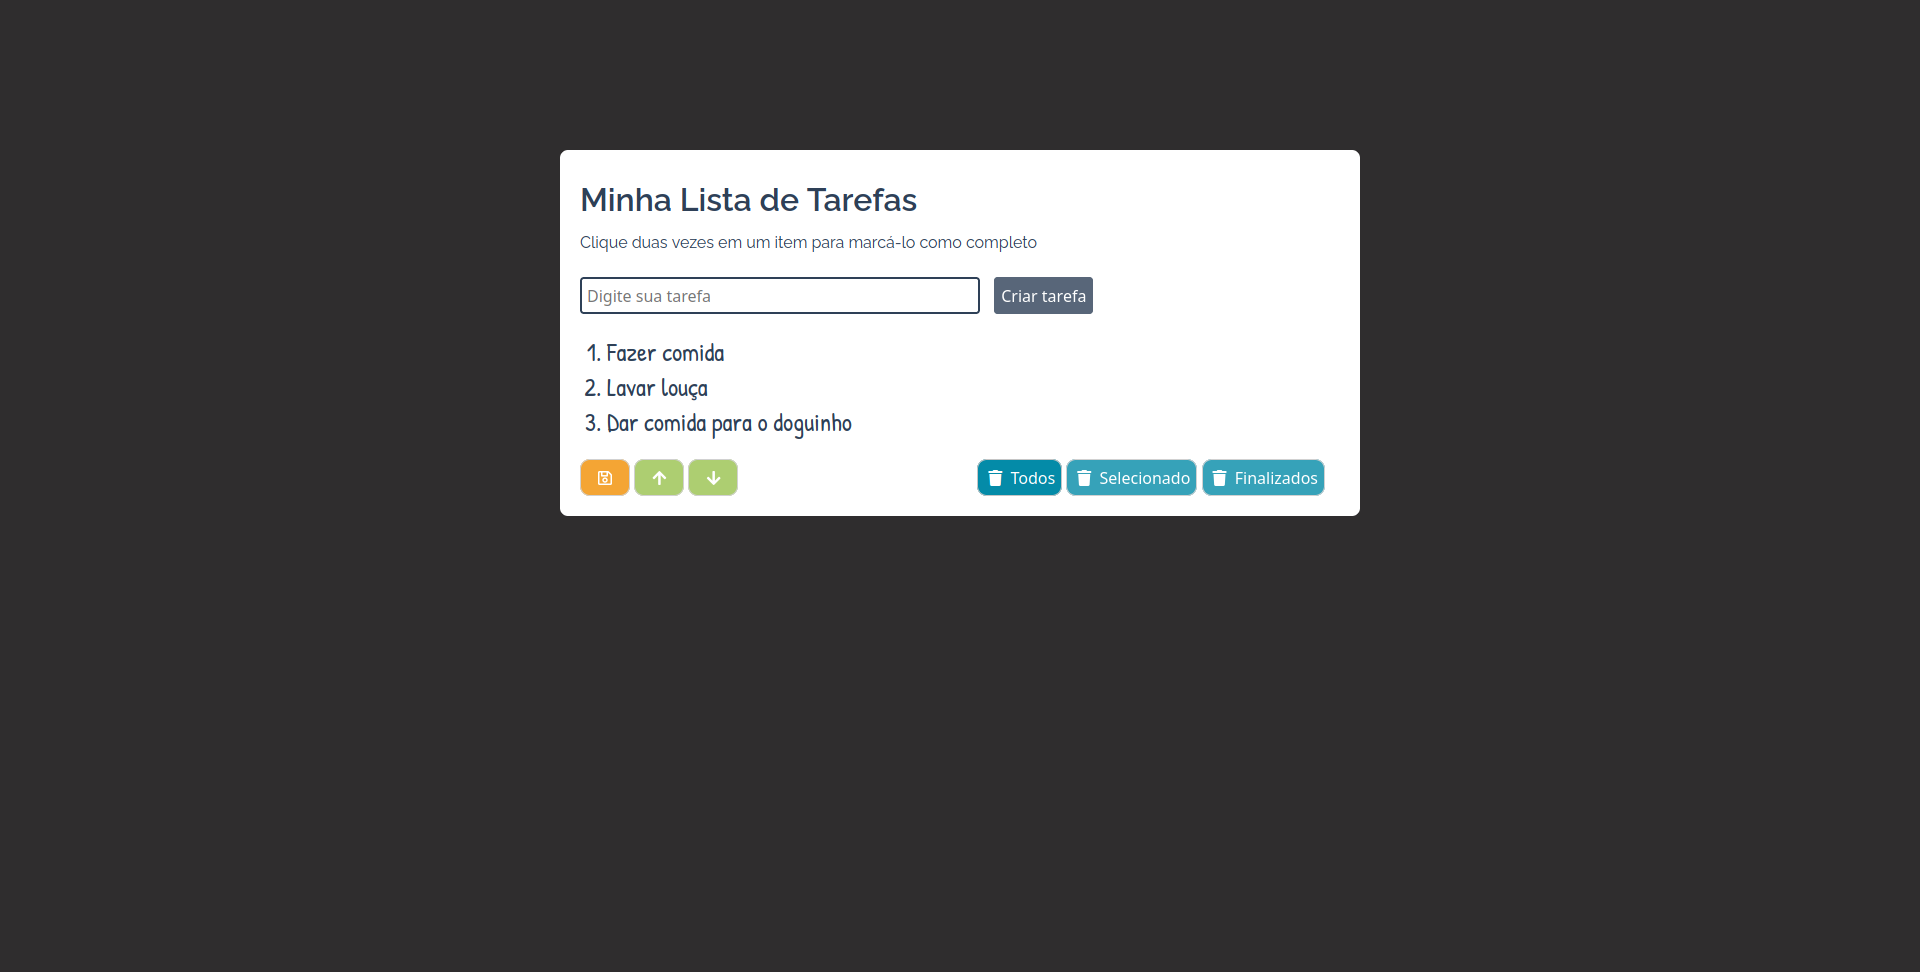 Minha Lista de Tarefas
Clique duas vezes em um item para marcá-lo como completo
Digite sua tarefa
Criar tarefa
1. Fazer comida
2. Lavar louça
3. Dar comida para o doguinho
Todos
Selecionado
Finalizados